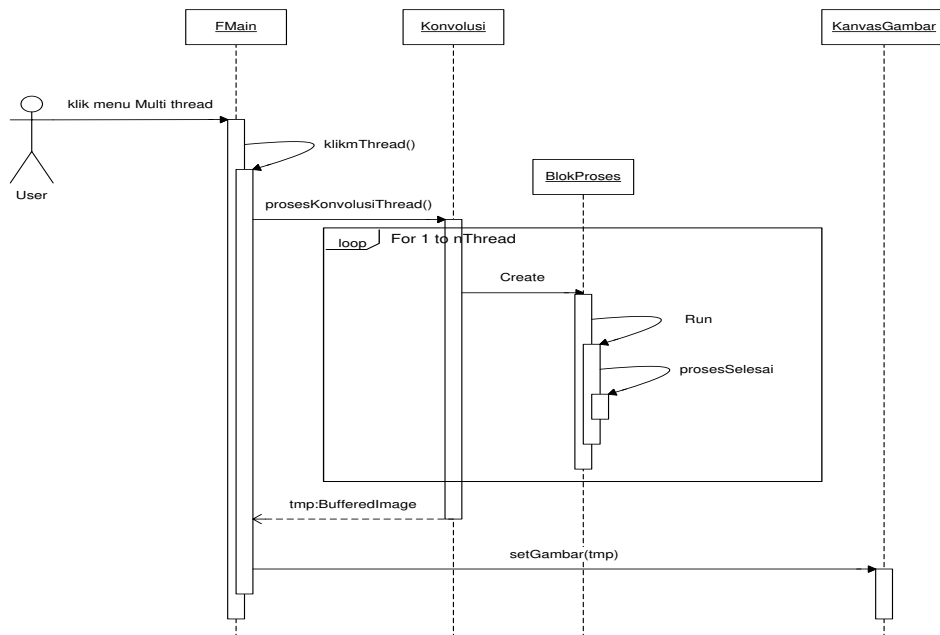 FMain
Konvolusi
KanvasGambar
klik menu Multi thread
klikmThread()
User
BlokProses
prosesKonvolusiThread()
loop
For 1 to nThread
Create
Run
prosesSelesai
tmp:BufferedImage
setGambar(tmp)